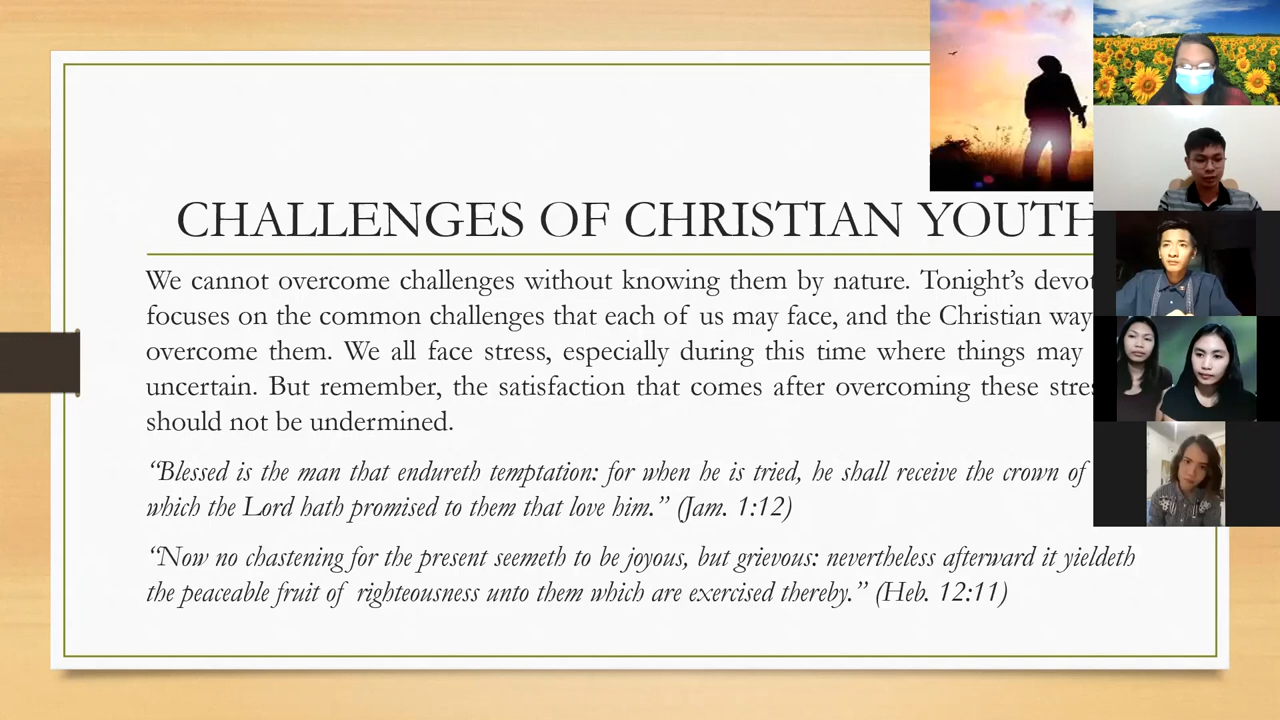 CHALLENGES OF CHRISTIAN YOUTH
We cannot overcome challenges without knowing them by nature. Tonight’s
focuses on the common challenges that each of us may face, and the Christian way
overcome them. We all face stress, especially during this time where things may
uncertain. But remember, the satisfaction that comes after overcoming these
should not be undermined.
“Blessed is the man that endureth temptation: for when he is tried, he shall receive the crown of
which the Lord hath promised to them that love him.” (Jam. 1:12)
“Now no chastening for the present seemeth to be joyous, but grievous: nevertheless afterward it yieldeth
the peaceable fruit of righteousness unto them which are exercised thereby.” (Heb. 12:11)